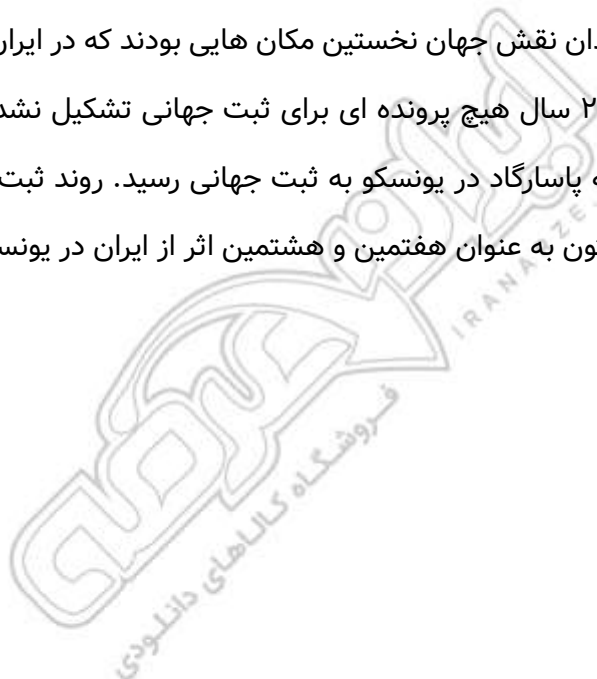 دان نقش جهان نخستین مکان هایی بودند که در ایران
۲ سال هیچ پرونده ای برای ثبت جهانی تشکیل نشد
ه پاسارگاد در یونسکو به ثبت جهانی رسید. روند ثبت
ون به عنوان هفتمین و هشتمین اثر از ایران در یونس
فروشگاه کالاهای دانلودی